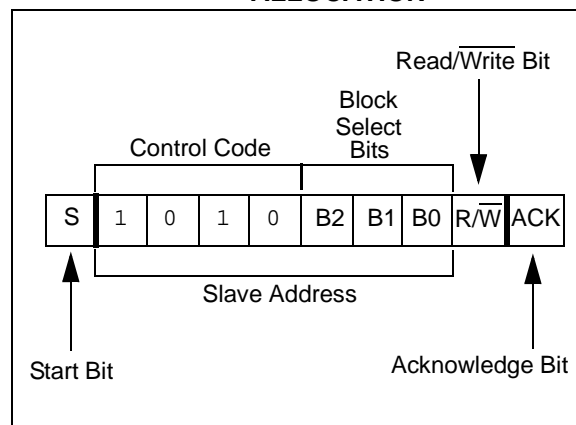 Read/Write Bit
Block
Select
Bits
Control Code
S 1 0 1 0 B2 B1 B0 R/W ACK
Slave Address
Start Bit
Acknowledge Bit